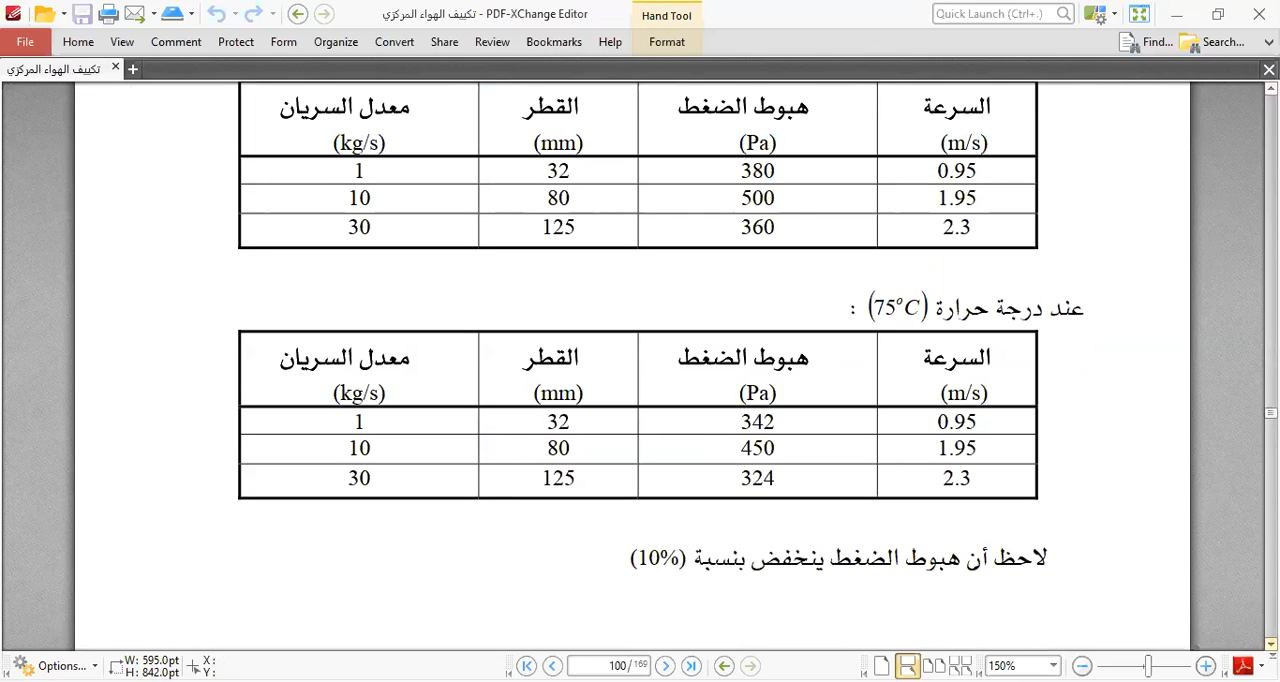 تكييف الهواء المركزي - PDF-XChange Editor
Hand Tool
Quick Launch (Ctrl+.)
File Home View Comment Protect Form Organize Convert Share Review Bookmarks Help Format Find... Search...
تكييف الهواء المركزي
السرعة هبوط الضغط القطر معدل السريان
(m/s) (Pa) (mm) (kg/s)
0.95 380 32 1
1.95 500 80 10
2.3 360 125 30
عند درجة حرارة (75°C) :
السرعة هبوط الضغط القطر معدل السريان
(m/s) (Pa) (mm) (kg/s)
0.95 342 32 1
1.95 450 80 10
2.3 324 125 30
لاحظ أن هبوط الضغط ينخفض بنسبة (10%)
Options... W: 595.0pt X: 100 / 169 150%
H: 842.0pt Y: